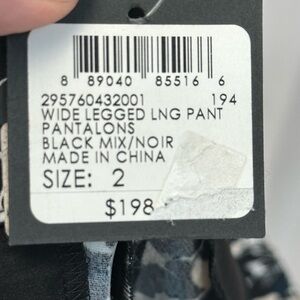 8 89040 85516 6
295760432001 194
WIDE LEGGED LNG PANT
PANTALONS
BLACK MIX/NOIR
MADE IN CHINA
SIZE: 2
$198